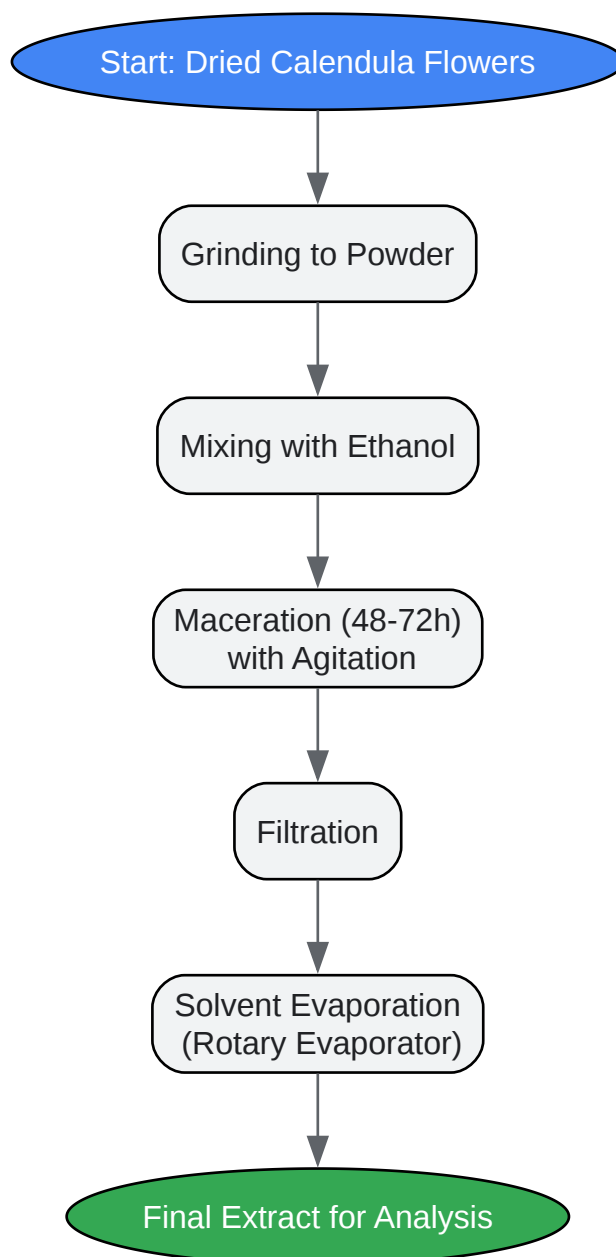 Start: Dried Calendula Flowers
Grinding to Powder
Mixing with Ethanol
Maceration (48-72h)
with Agitation
Filtration
Solvent Evaporation
(Rotary Evaporator)
Final Extract for Analysis